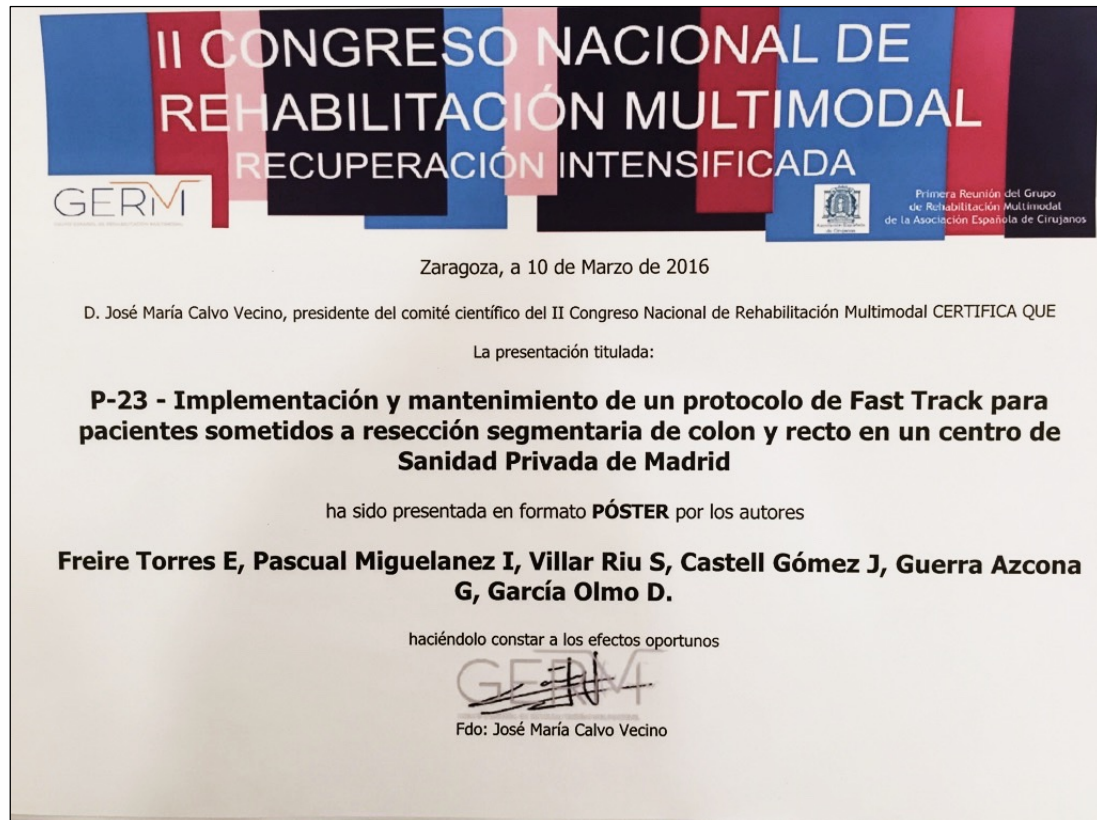 II CONGRESO NACIONAL DE
REHABILITACIÓN MULTIMODAL
RECUPERACIÓN INTENSIFICADA
GERM
Primera Reunión del Grupo
de Rehabilitación Multimodal
de la Asociación Española de Cirujanos
Zaragoza, a 10 de Marzo de 2016
D. José María Calvo Vecino, presidente del comité científico del II Congreso Nacional de Rehabilitación Multimodal CERTIFICA QUE
La presentación titulada:
P-23 - Implementación y mantenimiento de un protocolo de Fast Track para
pacientes sometidos a resección segmentaria de colon y recto en un centro de
Sanidad Privada de Madrid
ha sido presentada en formato PÓSTER por los autores
Freire Torres E, Pascual Miguelanez I, Villar Riu S, Castell Gómez J, Guerra Azcona
G, García Olmo D.
haciéndolo constar a los efectos oportunos
GERM
Fdo: José María Calvo Vecino